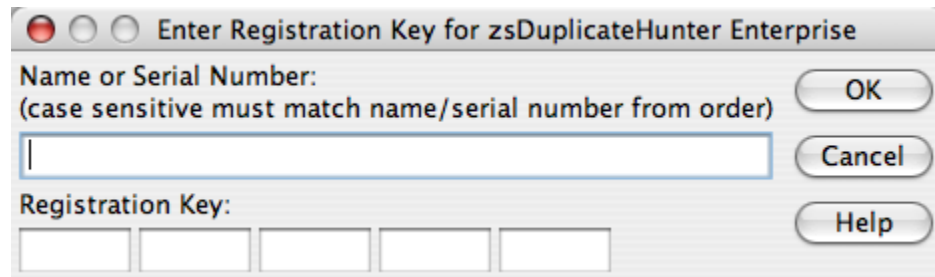 Enter Registration Key for zsDuplicateHunter Enterprise
Name or Serial Number:
(case sensitive must match name/serial number from order)
OK
Cancel
Registration Key:
Help